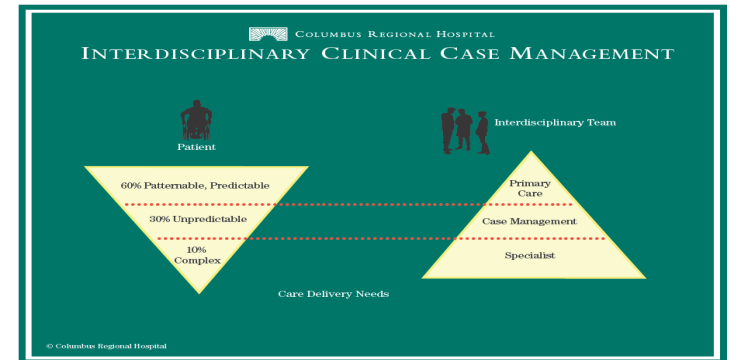 COLUMBUS REGIONAL HOSPITAL
INTERDISCIPLINARY CLINICAL CASE MANAGEMENT
Patient
Interdisciplinary Team
60% Patternable, Predictable
30% Unpredictable
10%
Complex
Primary
Care
Case Management
Specialist
Care Delivery Needs
© Columbus Regional Hospital